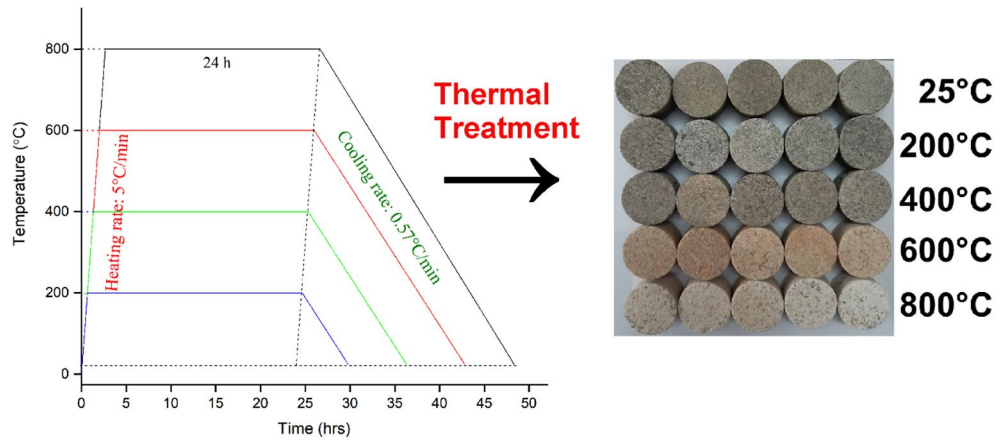 800
600
400
200
0
Temperature (°C)
24 h
Heating rate: 5°C/min
Cooling rate: 0.57°C/min
0
5
10
15
20
25
30
35
40
45
50
Time (hrs)
Thermal
Treatment
25°C
200°C
400°C
600°C
800°C